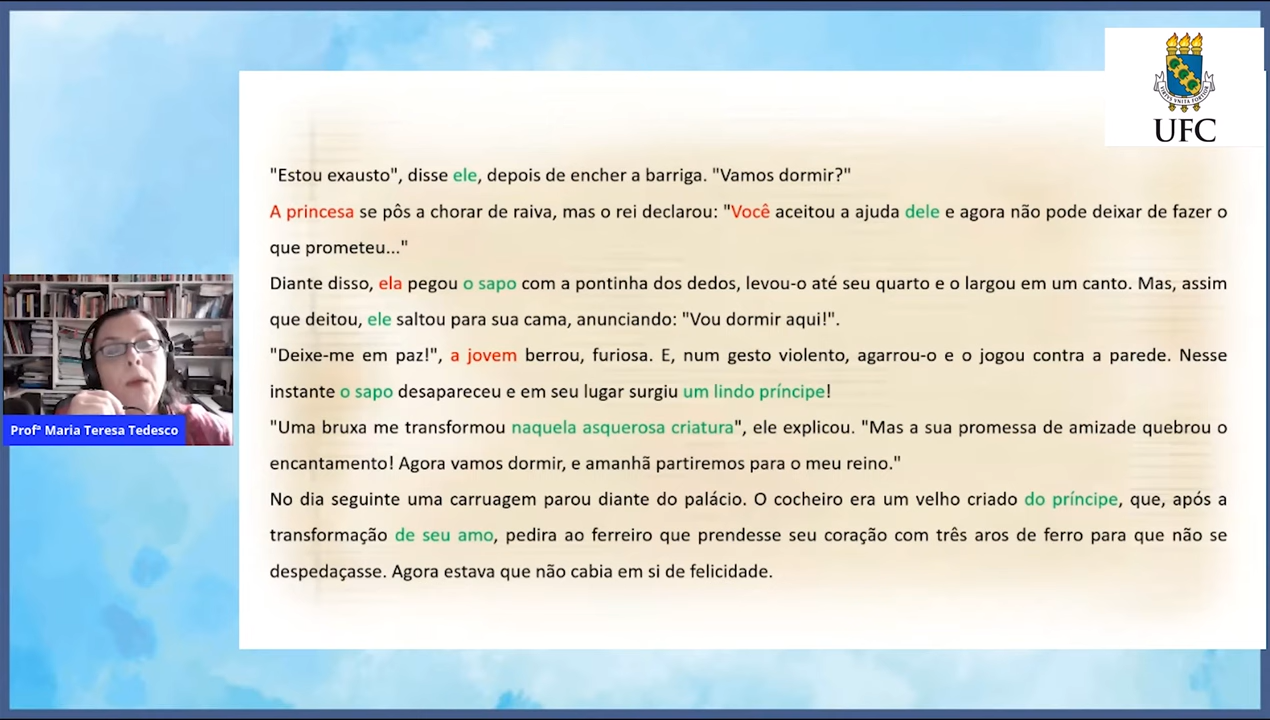 UFC
"Estou exausto", disse ele, depois de encher a barriga. "Vamos dormir?"
A princesa se pôs a chorar de raiva, mas o rei declarou: "Você aceitou a ajuda dele e agora não pode deixar de fazer o
que prometeu..."
Diante disso, ela pegou o sapo com a pontinha dos dedos, levou-o até seu quarto e o largou em um canto. Mas, assim
que deitou, ele saltou para sua cama, anunciando: "Vou dormir aqui!".
"Deixe-me em paz!", a jovem berrou, furiosa. E, num gesto violento, agarrou-o e o jogou contra a parede. Nesse
instante o sapo desapareceu e em seu lugar surgiu um lindo príncipe!
"Uma bruxa me transformou naquela asquerosa criatura", ele explicou. "Mas a sua promessa de amizade quebrou o
encantamento! Agora vamos dormir, e amanhã partiremos para o meu reino."
No dia seguinte uma carruagem parou diante do palácio. O cocheiro era um velho criado do príncipe, que, após a
transformação de seu amo, pedira ao ferreiro que prendesse seu coração com três aros de ferro para que não se
despedaçasse. Agora estava que não cabia em si de felicidade.
Profª Maria Teresa Tedesco